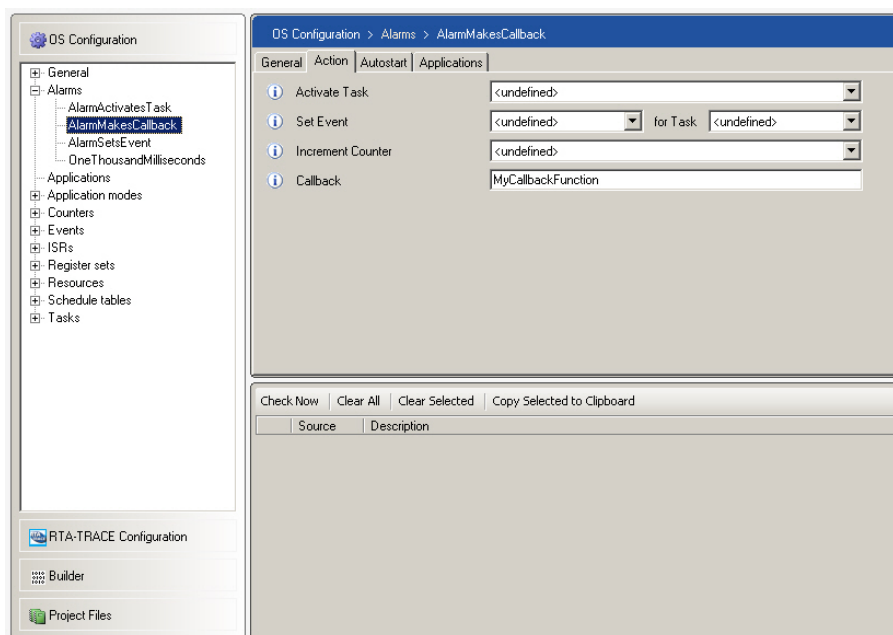 OS Configuration
General
Alarms
AlarmActivatesTask
AlarmMakesCallback
AlarmSetsEvent
OneThousandMilliseconds
Applications
Application modes
Counters
Events
ISRs
Register sets
Resources
Schedule tables
Tasks
RTA-TRACE Configuration
Builder
Project Files
OS Configuration > Alarms > AlarmMakesCallback
General Action Autostart Applications
Activate Task <undefined>
Set Event <undefined> for Task <undefined>
Increment Counter <undefined>
Callback MyCallbackFunction
Check Now Clear All Clear Selected Copy Selected to Clipboard
Source Description